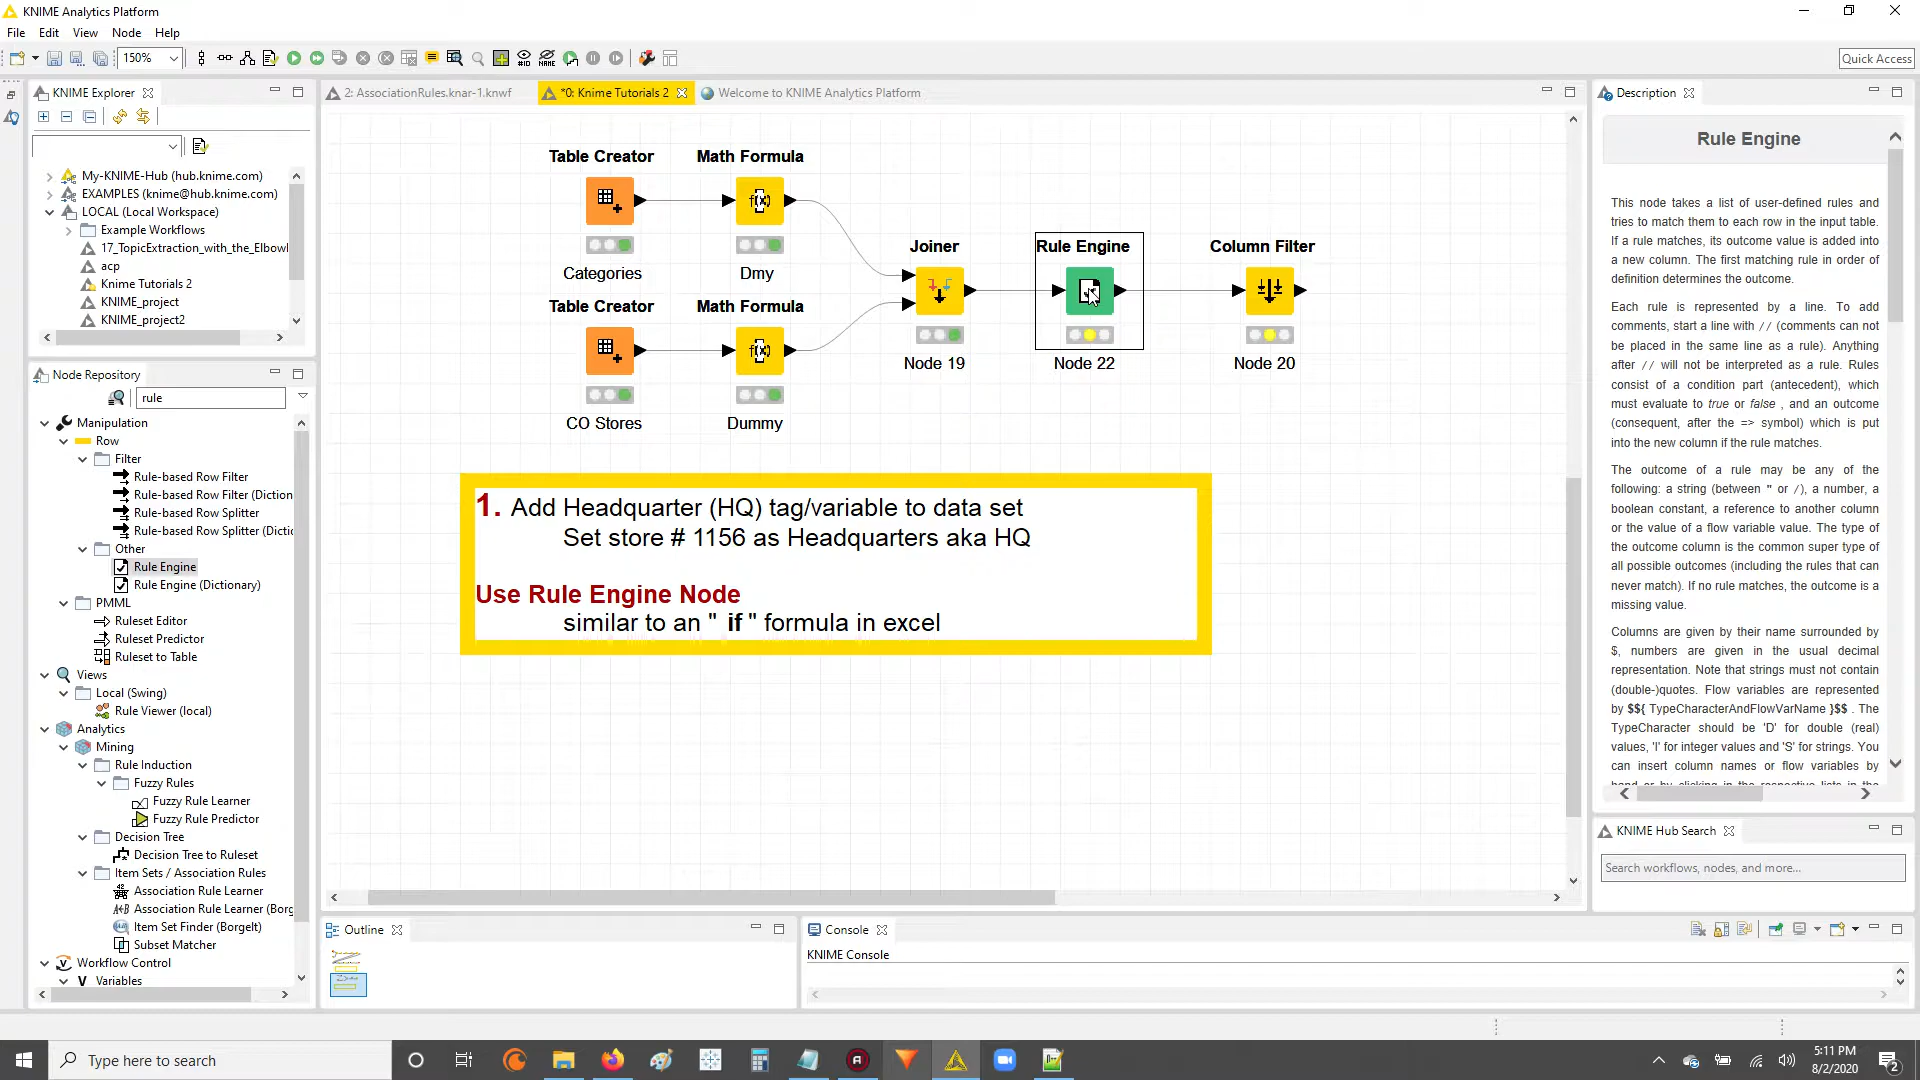 KNIME Analytics Platform
File Edit View Node Help
150%
Quick Access
KNIME Explorer
My-KNIME-Hub (hub.knime.com)
EXAMPLES (knime@hub.knime.com)
LOCAL (Local Workspace)
Example Workflows
17_TopicExtraction_with_the_Elbowl
acp
Knime Tutorials 2
KNIME_project
KNIME_project2
Node Repository
rule
Manipulation
Row
Filter
Rule-based Row Filter
Rule-based Row Filter (Diction
Rule-based Row Splitter
Rule-based Row Splitter (Dictic
Other
Rule Engine
Rule Engine (Dictionary)
PMML
Ruleset Editor
Ruleset Predictor
Ruleset to Table
Views
Local (Swing)
Rule Viewer (local)
Analytics
Mining
Rule Induction
Fuzzy Rules
Fuzzy Rule Learner
Fuzzy Rule Predictor
Decision Tree
Decision Tree to Ruleset
Item Sets / Association Rules
Association Rule Learner
Association Rule Learner (Borg
Item Set Finder (Borgelt)
Subset Matcher
Workflow Control
Variables
2: AssociationRules.knar-1.knwf
*0: Knime Tutorials 2
Welcome to KNIME Analytics Platform
Table Creator
Math Formula
Categories
Dmy
Table Creator
Math Formula
CO Stores
Dummy
Joiner
Node 19
Rule Engine
Node 22
Column Filter
Node 20
1. Add Headquarter (HQ) tag/variable to data set
Set store # 1156 as Headquarters aka HQ
Use Rule Engine Node
similar to an " if " formula in excel
Outline
Console
KNIME Console
Description
Rule Engine
This node takes a list of user-defined rules and
tries to match them to each row in the input table.
If a rule matches, its outcome value is added into
a new column. The first matching rule in order of
definition determines the outcome.
Each rule is represented by a line. To add
comments, start a line with // (comments can not
be placed in the same line as a rule). Anything
after // will not be interpreted as a rule. Rules
consist of a condition part (antecedent), which
must evaluate to true or false , and an outcome
(consequent, after the => symbol) which is put
into the new column if the rule matches.
The outcome of a rule may be any of the
following: a string (between " or /), a number, a
boolean constant, a reference to another column
or the value of a flow variable value. The type of
the outcome column is the common super type of
all possible outcomes (including the rules that can
never match). If no rule matches, the outcome is a
missing value.
Columns are given by their name surrounded by
$, numbers are given in the usual decimal
representation. Note that strings must not contain
(double-)quotes. Flow variables are represented
by $${ TypeCharacterAndFlowVarName }$$ . The
TypeCharacter should be 'D' for double (real)
values, 'I' for integer values and 'S' for strings. You
can insert column names or flow variables by
hand or by clicking in the respective lists in the
KNIME Hub Search
Search workflows, nodes, and more...
Type here to search
5:11 PM
8/2/2020
2